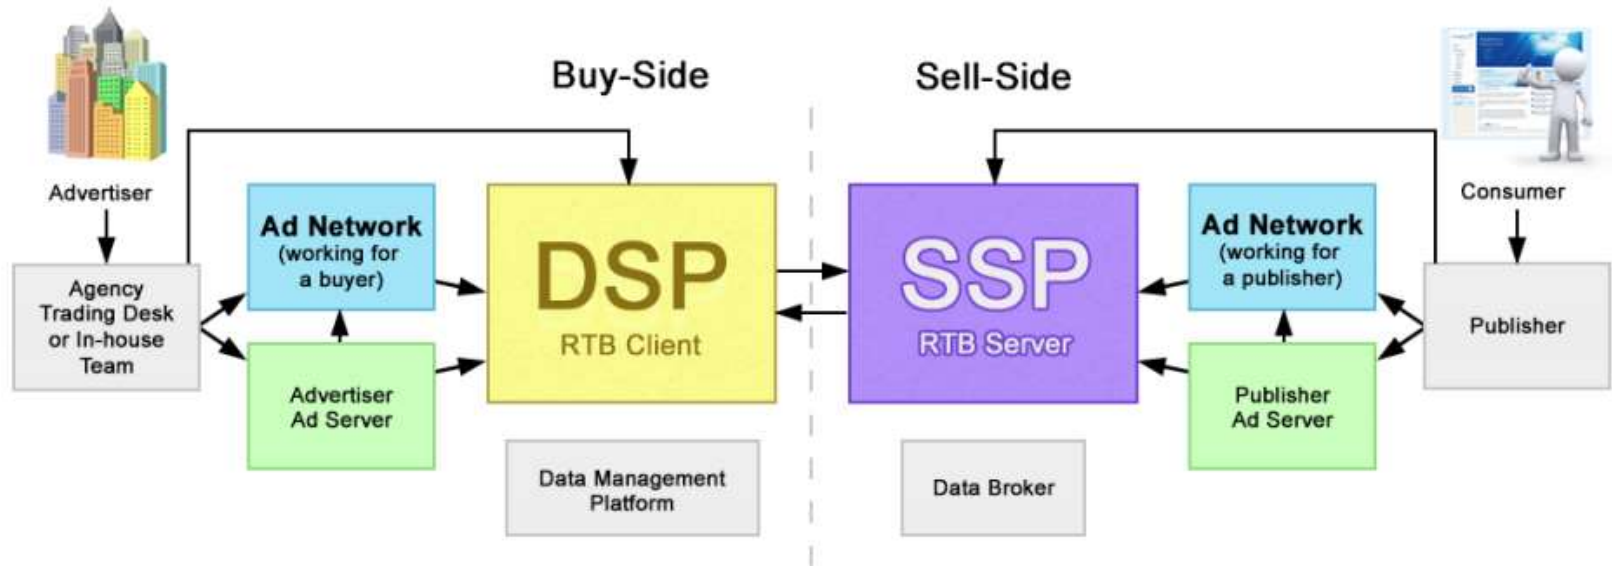 Buy-Side
Sell-Side
Advertiser
Agency
Trading Desk
or In-house
Team
Ad Network
(working for
a buyer)
Advertiser
Ad Server
DSP
RTB Client
Data Management
Platform
SSP
RTB Server
Data Broker
Ad Network
(working for
a publisher)
Publisher
Ad Server
Consumer
Publisher